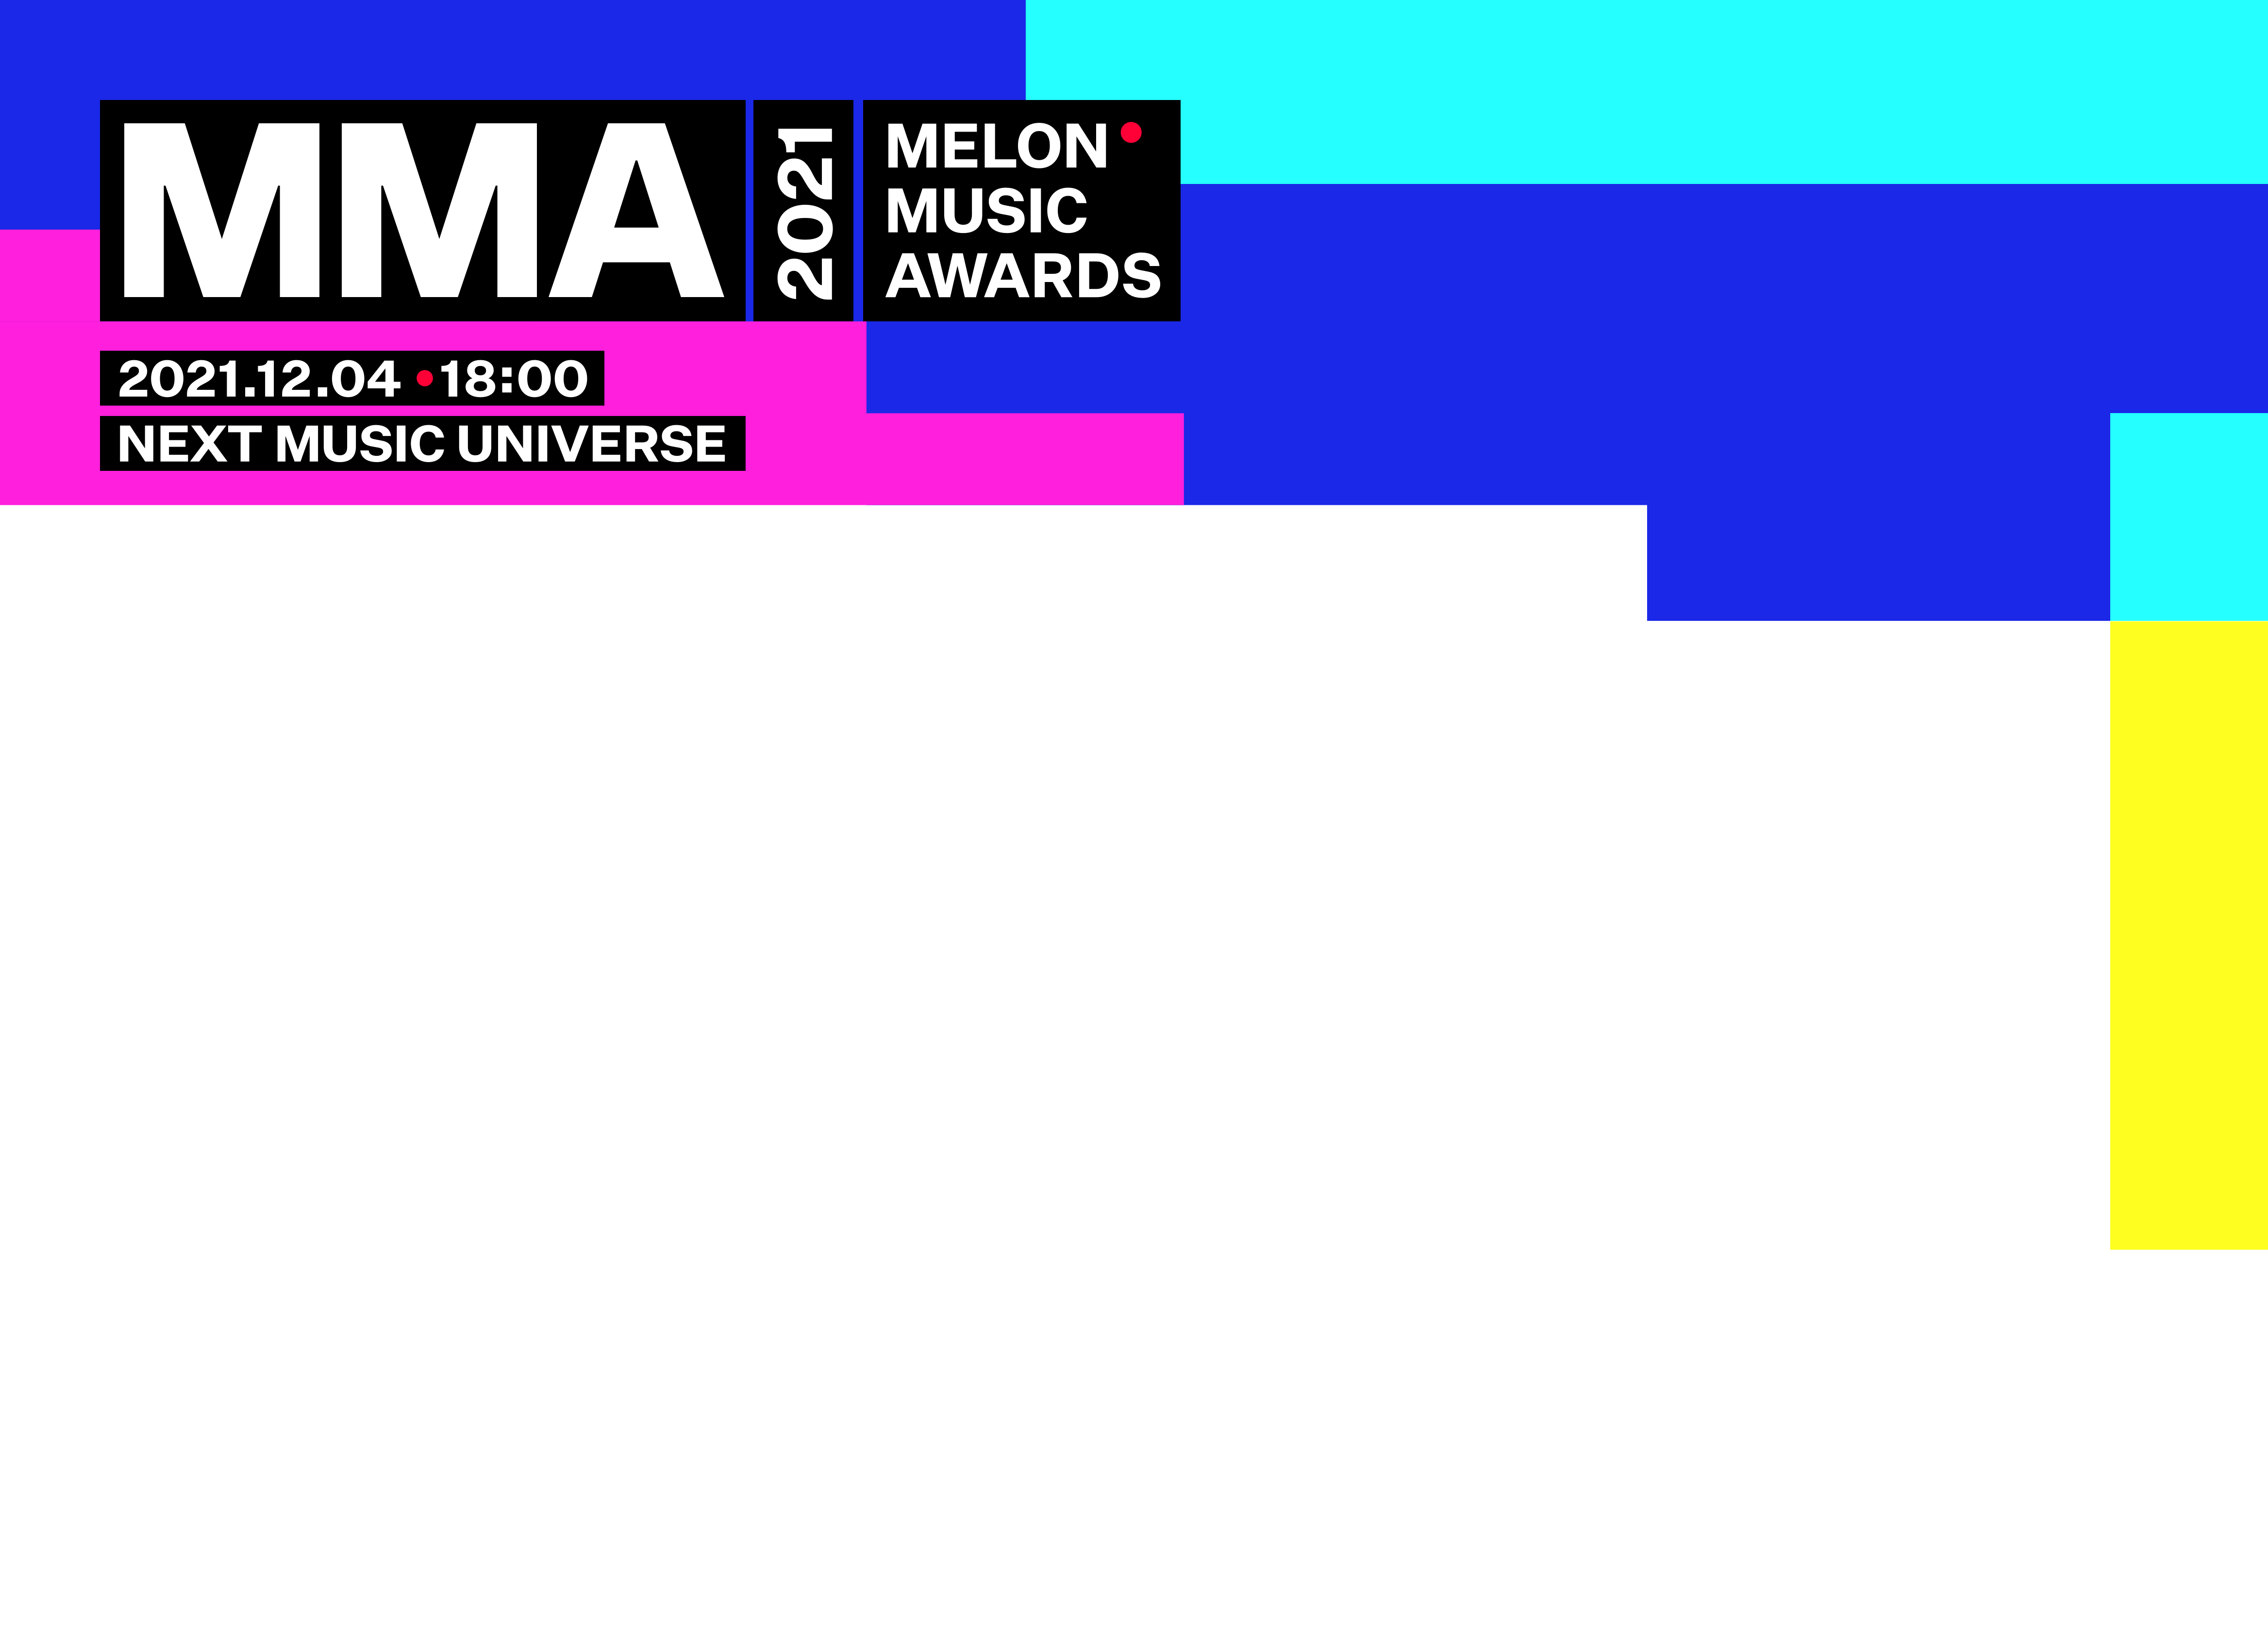 MMA
2021
MELON
MUSIC
AWARDS
2021.12.04 •18:00
NEXT MUSIC UNIVERSE